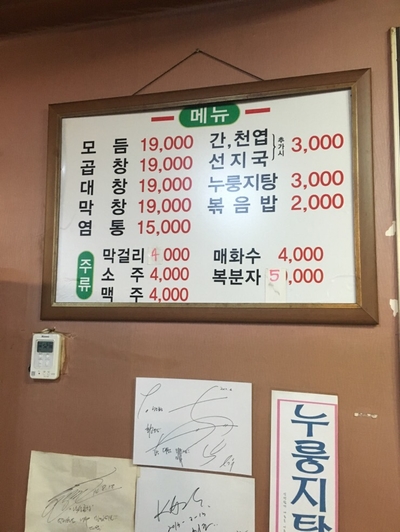 메뉴
모듬 19,000
곱창 19,000
대창 19,000
막창 19,000
염통 15,000
간,천엽
선지국
추가시 3,000
누룽지탕 3,000
볶음밥 2,000
주류
막걸리 4,000
소주 4,000
맥주 4,000
매화수 4,000
복분자 5,000
누룽지탕